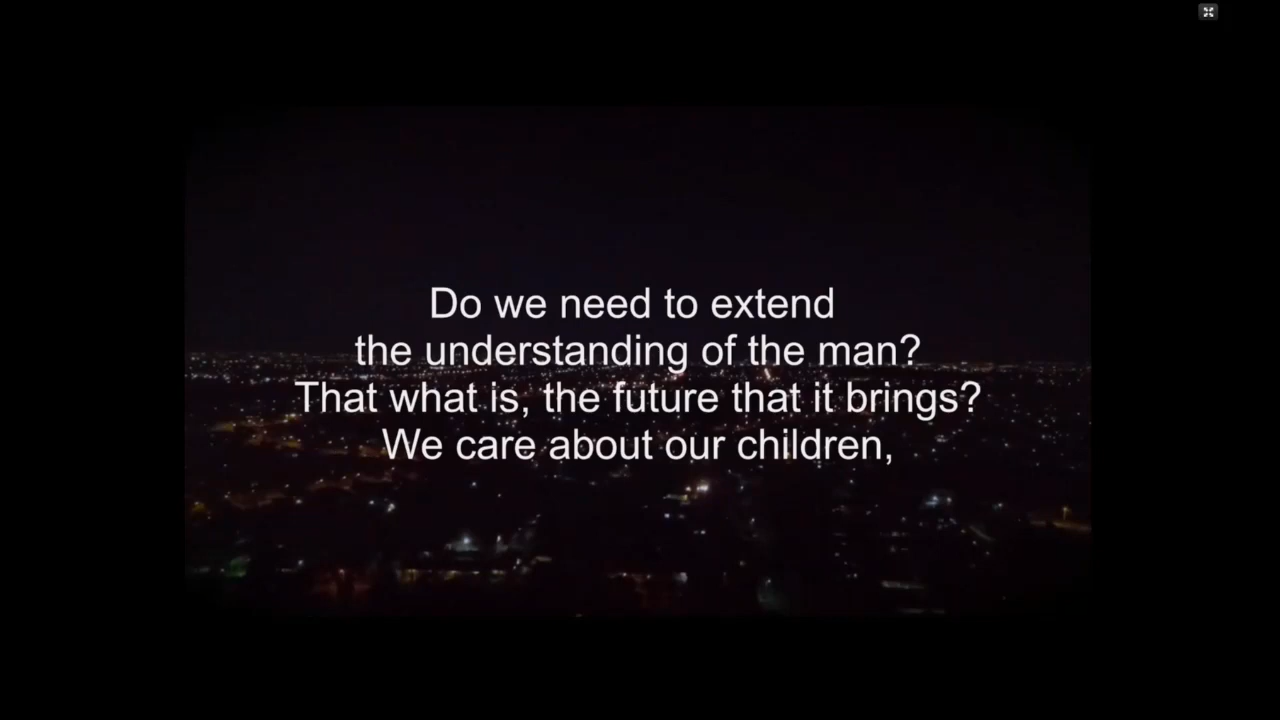 Do we need to extend
the understanding of the man?
That what is, the future that it brings?
We care about our children,